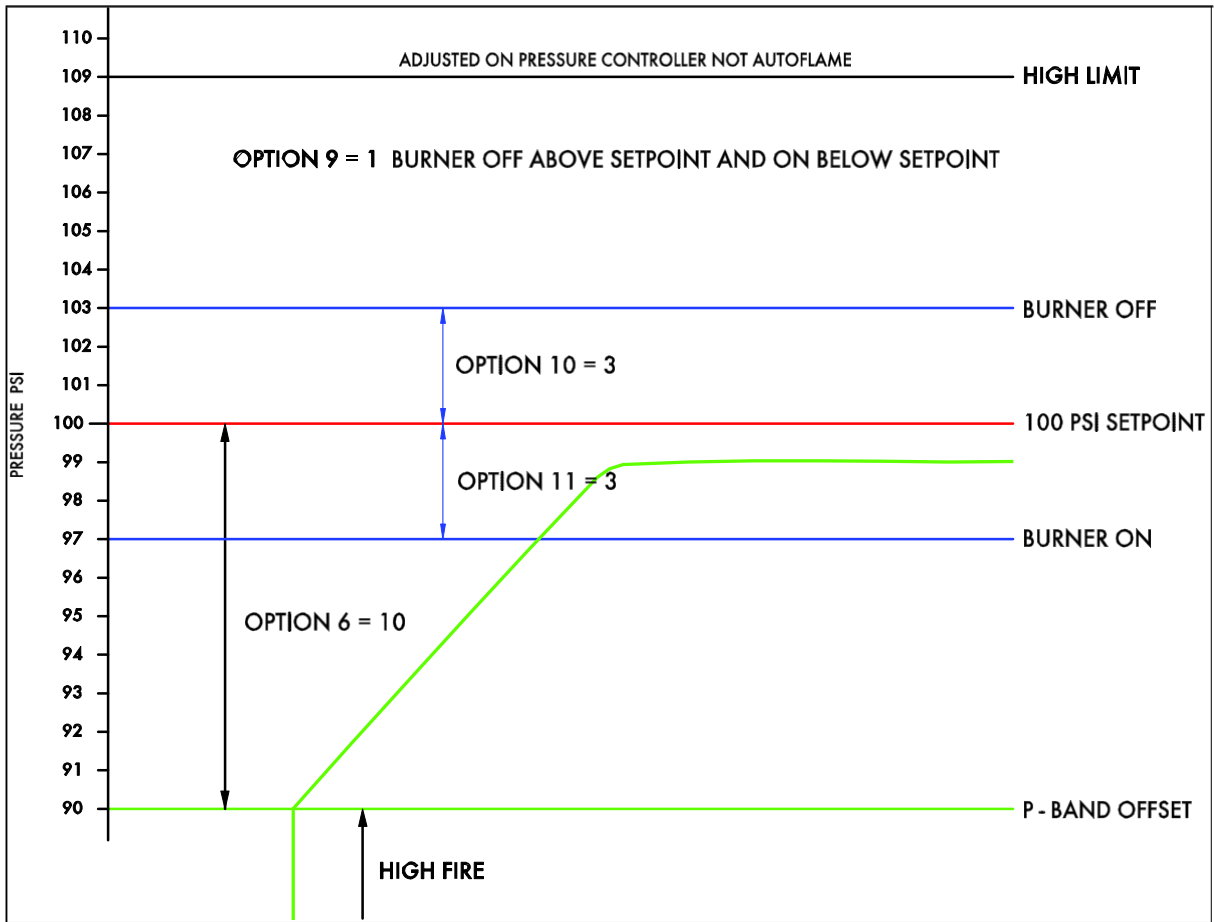 110
ADJUSTED ON PRESSURE CONTROLLER NOT AUTOFLAME
109
HIGH LIMIT
108
107
OPTION 9 = 1 BURNER OFF ABOVE SETPOINT AND ON BELOW SETPOINT
106
105
104
103
BURNER OFF
102
OPTION 10 = 3
101
100
100 PSI SETPOINT
PRESSURE PSI
99
OPTION 11 = 3
98
97
BURNER ON
96
95
OPTION 6 = 10
94
93
92
91
90
P - BAND OFFSET
HIGH FIRE